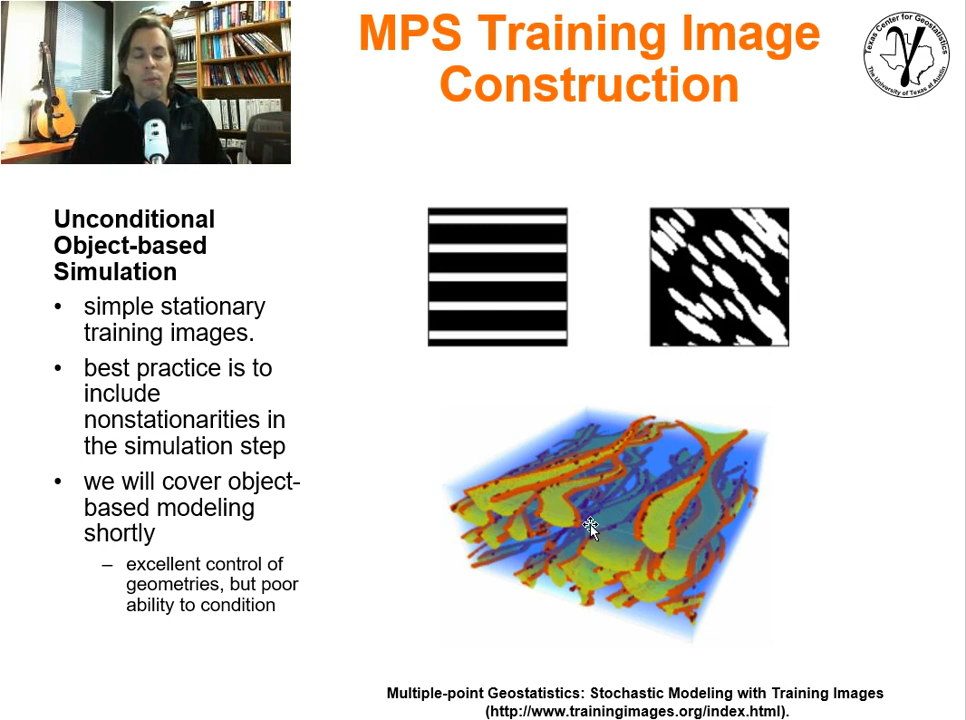 MPS Training Image
Construction
Texas Center for Geostatistics
The University of Texas at Austin
Unconditional
Object-based
Simulation
• simple stationary
training images.
• best practice is to
include
nonstationarities in
the simulation step
• we will cover object-
based modeling
shortly
– excellent control of
geometries, but poor
ability to condition
Multiple-point Geostatistics: Stochastic Modeling with Training Images
(http://www.trainingimages.org/index.html).